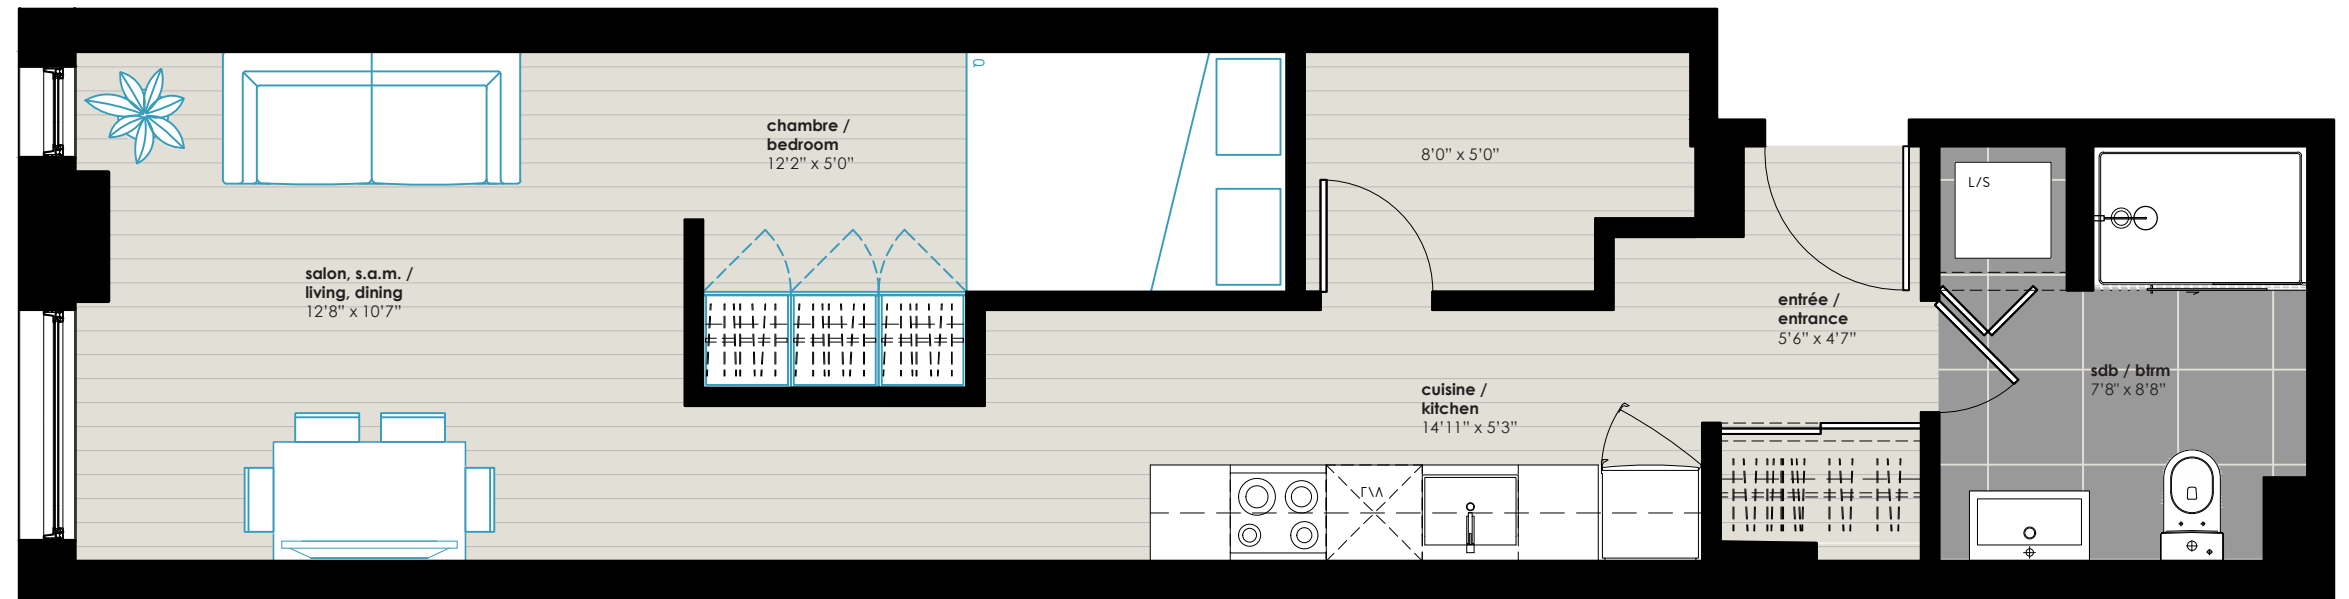 chambre /
bedroom
12’2” x 5’0”
Q
8’0” x 5’0”
L/S
salon, s.a.m. /
living, dining
12’8” x 10’7”
entrée /
entrance
5’6” x 4’7”
sdb / btrm
7’8” x 8’8”
cuisine /
kitchen
14’11” x 5’3”
L\V